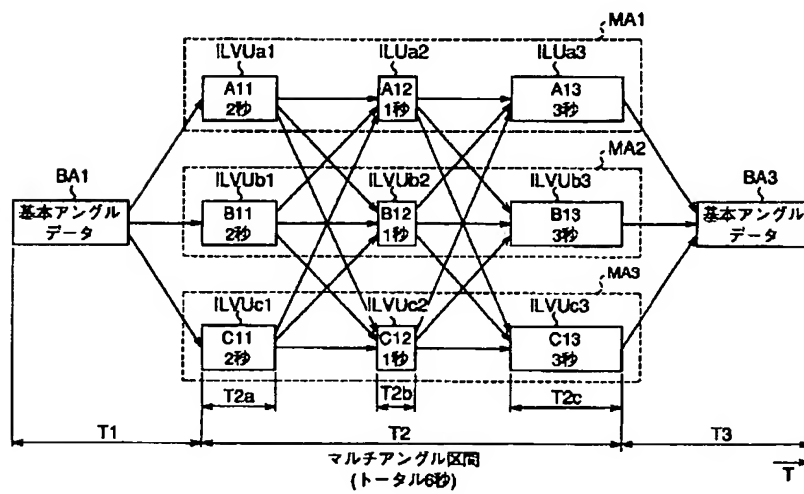 MA1
ILVUa1
ILUa2
ILUa3
A11
2秒
A12
1秒
A13
3秒
MA2
BA1
ILVUb1
ILVUb2
ILVUb3
BA3
基本アングル
データ
B11
2秒
B12
1秒
B13
3秒
基本アングル
データ
MA3
ILVUc1
ILVUc2
ILVUc3
C11
2秒
C12
1秒
C13
3秒
T2a
T2b
T2c
T1
T2
T3
マルチアングル区間
(トータル6秒)
T